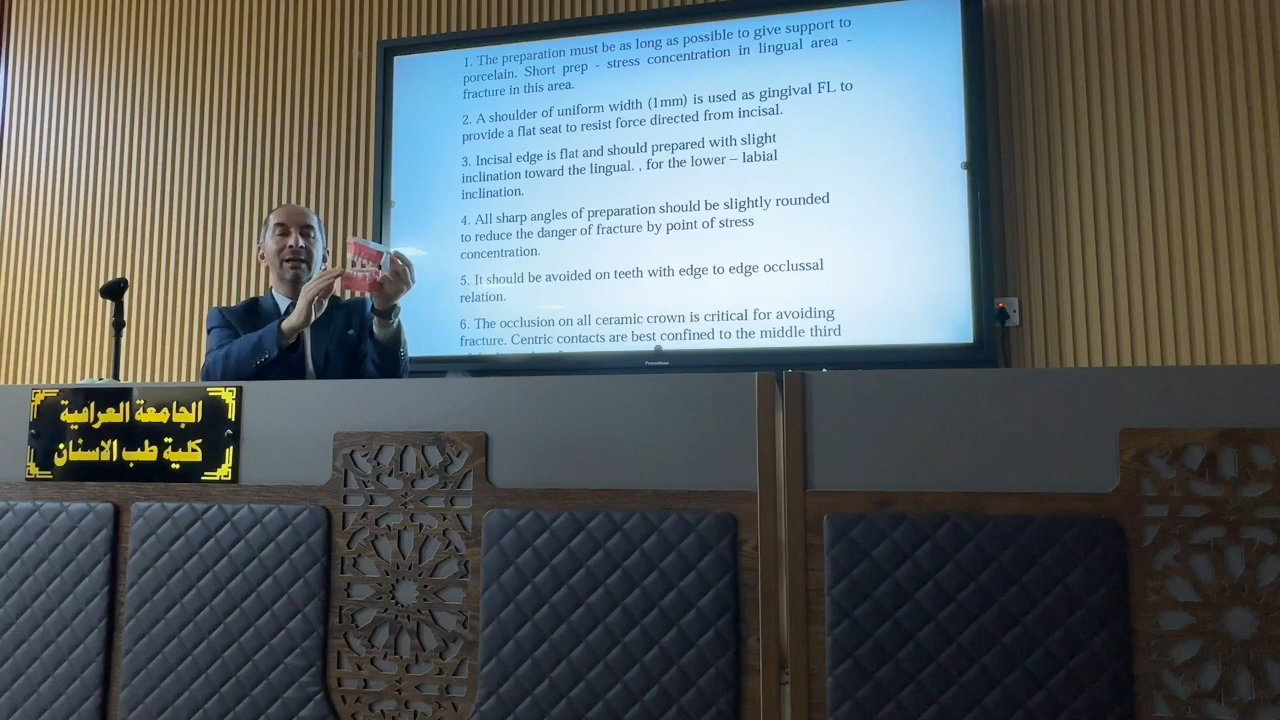 1. The preparation must be as long as possible to give support to
porcelain. Short prep - stress concentration in lingual area -
fracture in this area.
2. A shoulder of uniform width (1mm) is used as gingival FL to
provide a flat seat to resist force directed from incisal.
3. Incisal edge is flat and should prepared with slight
inclination toward the lingual. , for the lower – labial
inclination.
4. All sharp angles of preparation should be slightly rounded
to reduce the danger of fracture by point of stress
concentration.
5. It should be avoided on teeth with edge to edge occlussal
relation.
6. The occlusion on all ceramic crown is critical for avoiding
fracture. Centric contacts are best confined to the middle third
Promethean
الجامعة العراقية
كلية طب الاسنان